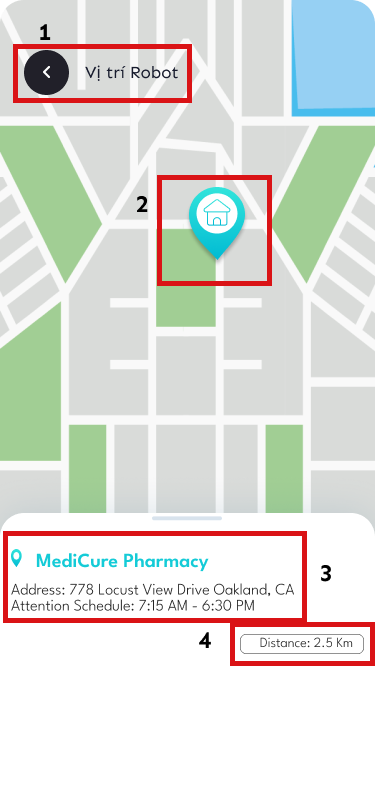 1
Vị trí Robot
2
MediCure Pharmacy
Address: 778 Locust View Drive Oakland, CA
Attention Schedule: 7:15 AM - 6:30 PM
3
4
Distance: 2.5 Km